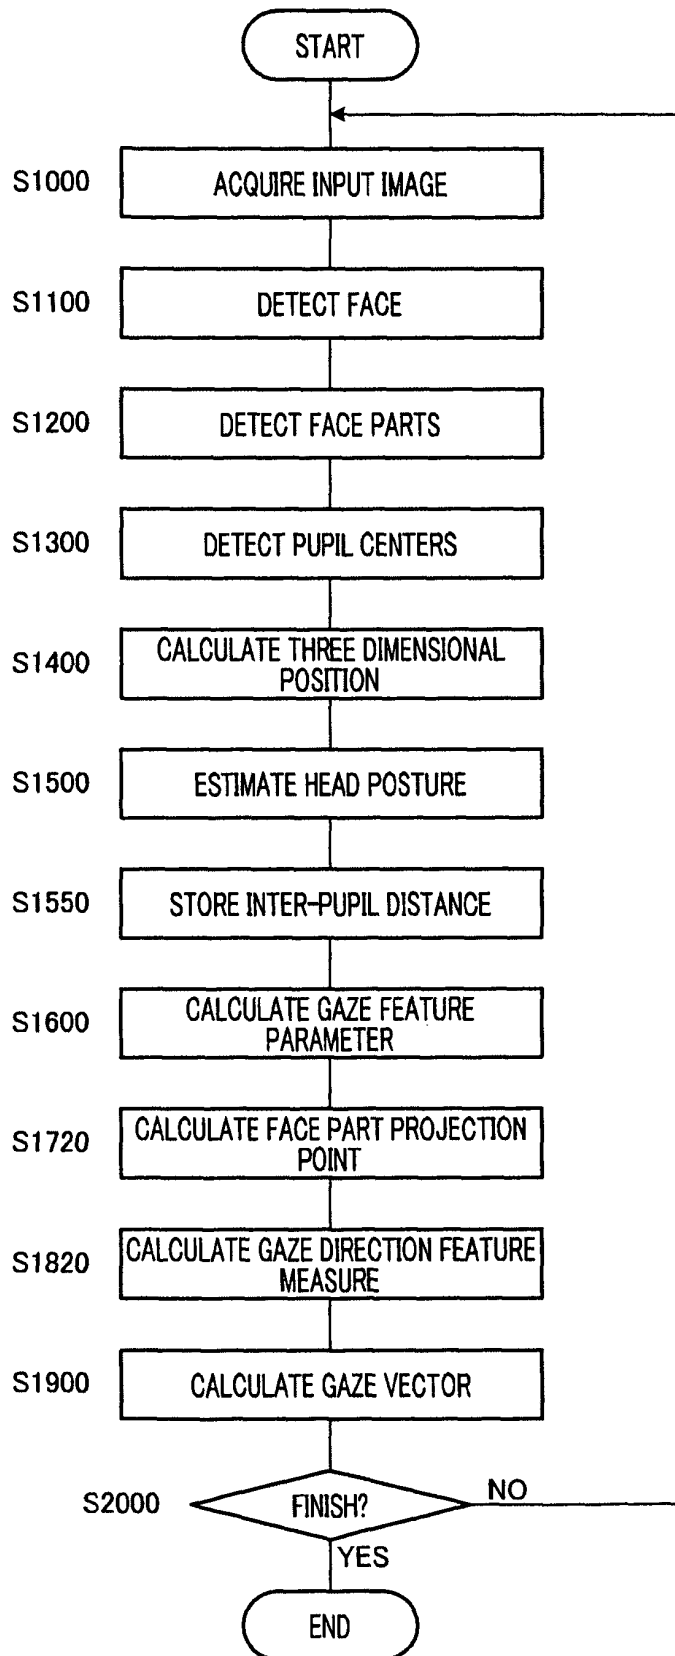 START
S1000 ACQUIRE INPUT IMAGE
S1100 DETECT FACE
S1200 DETECT FACE PARTS
S1300 DETECT PUPIL CENTERS
S1400 CALCULATE THREE DIMENSIONAL
POSITION
S1500 ESTIMATE HEAD POSTURE
S1550 STORE INTER-PUPIL DISTANCE
S1600 CALCULATE GAZE FEATURE
PARAMETER
S1720 CALCULATE FACE PART PROJECTION
POINT
S1820 CALCULATE GAZE DIRECTION FEATURE
MEASURE
S1900 CALCULATE GAZE VECTOR
S2000 FINISH? NO
YES
END